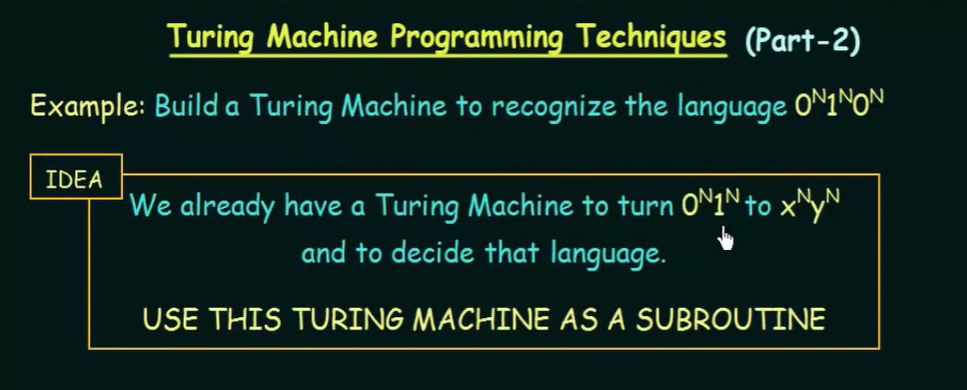 Turing Machine Programming Techniques (Part-2)
Example: Build a Turing Machine to recognize the language 0ᴺ1ᴺ0ᴺ
IDEA
We already have a Turing Machine to turn 0ᴺ1ᴺ to xᴺyᴺ
and to decide that language.
USE THIS TURING MACHINE AS A SUBROUTINE